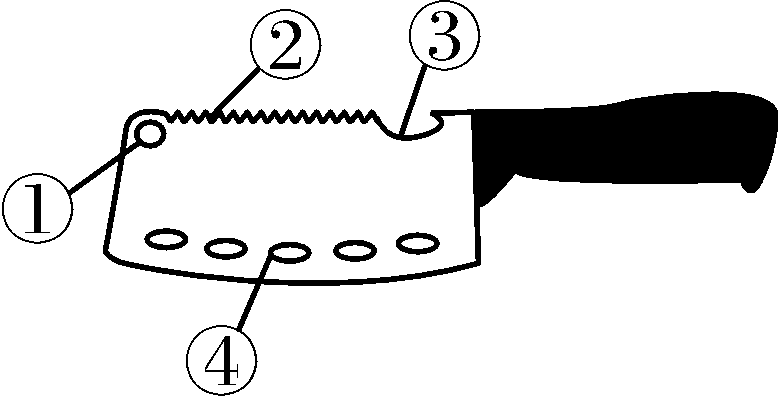 ②
③
①
④